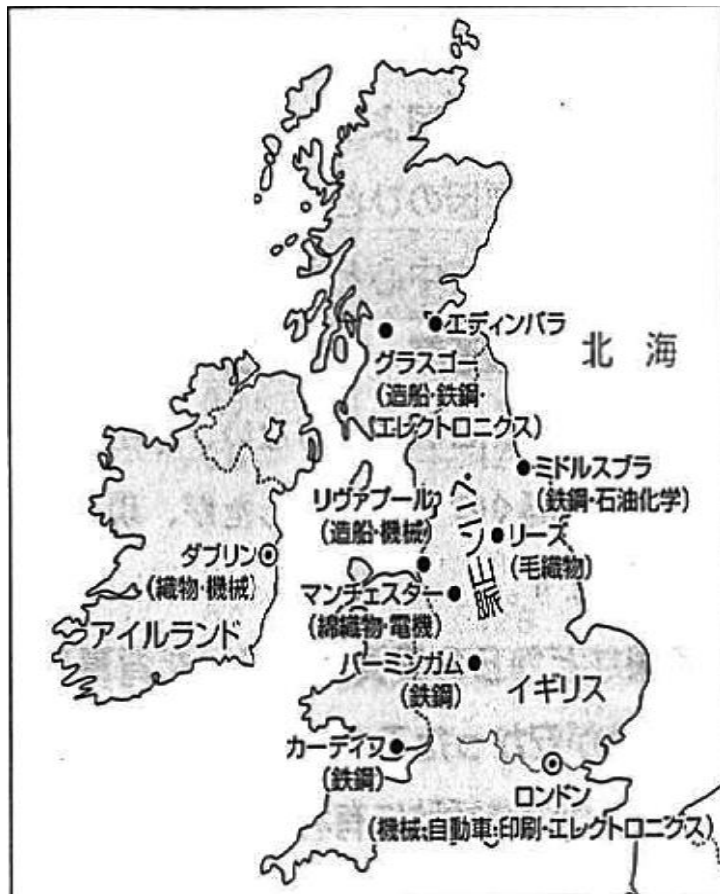 エディンバラ
北海
グラスゴー
(造船・鉄鋼・
エレクトロニクス)
ミドルスブラ
(鉄鋼・石油化学)
リヴァプール
(造船・機械)
ペニン山脈
リーズ
(毛織物)
ダブリン
(織物・機械)
アイルランド
マンチェスター
(綿織物・電機)
バーミンガム
(鉄鋼)
イギリス
カーディフ
(鉄鋼)
ロンドン
(機械・自動車・印刷・エレクトロニクス)